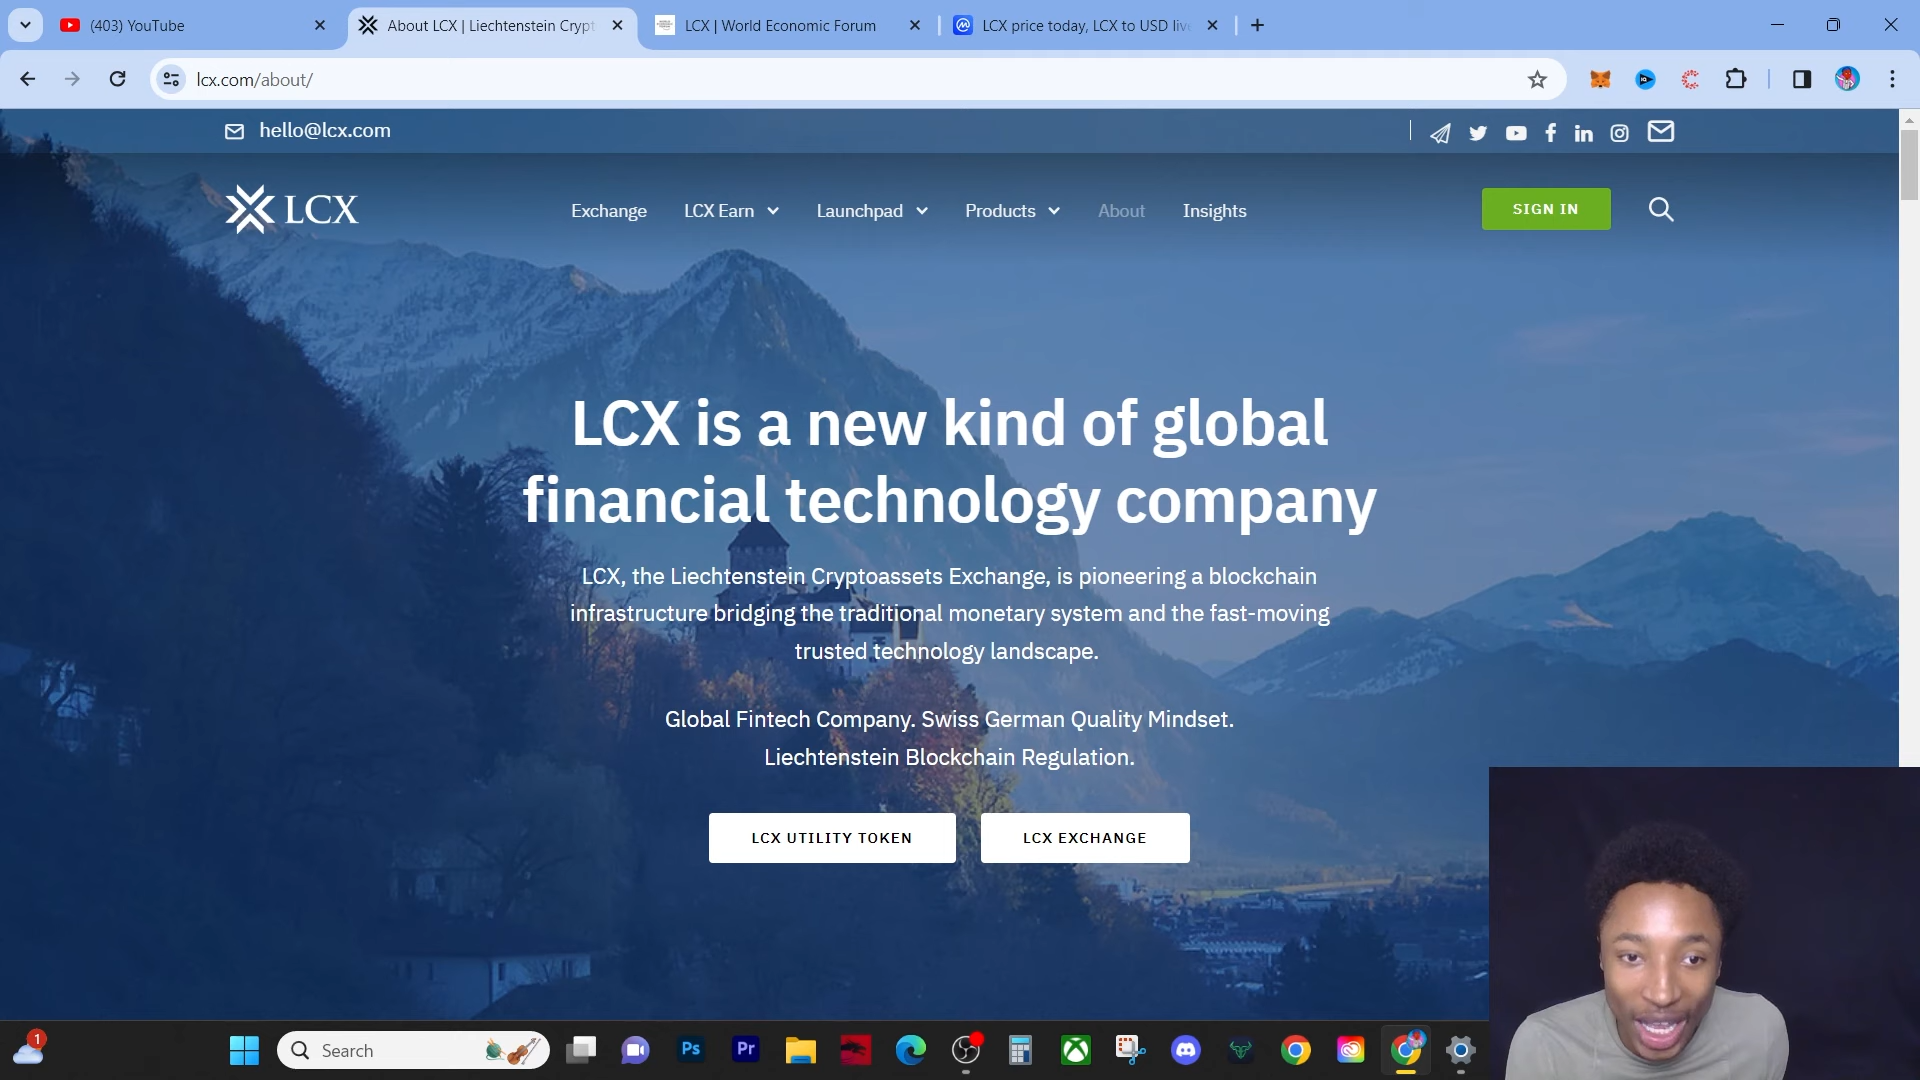 (403) YouTube
About LCX | Liechtenstein Crypt
LCX | World Economic Forum
LCX price today, LCX to USD live
lcx.com/about/
hello@lcx.com
LCX
Exchange
LCX Earn
Launchpad
Products
About
Insights
SIGN IN
LCX is a new kind of global
financial technology company
LCX, the Liechtenstein Cryptoassets Exchange, is pioneering a blockchain
infrastructure bridging the traditional monetary system and the fast-moving
trusted technology landscape.
Global Fintech Company. Swiss German Quality Mindset.
Liechtenstein Blockchain Regulation.
LCX UTILITY TOKEN
LCX EXCHANGE
1
Search
Ps
Pr